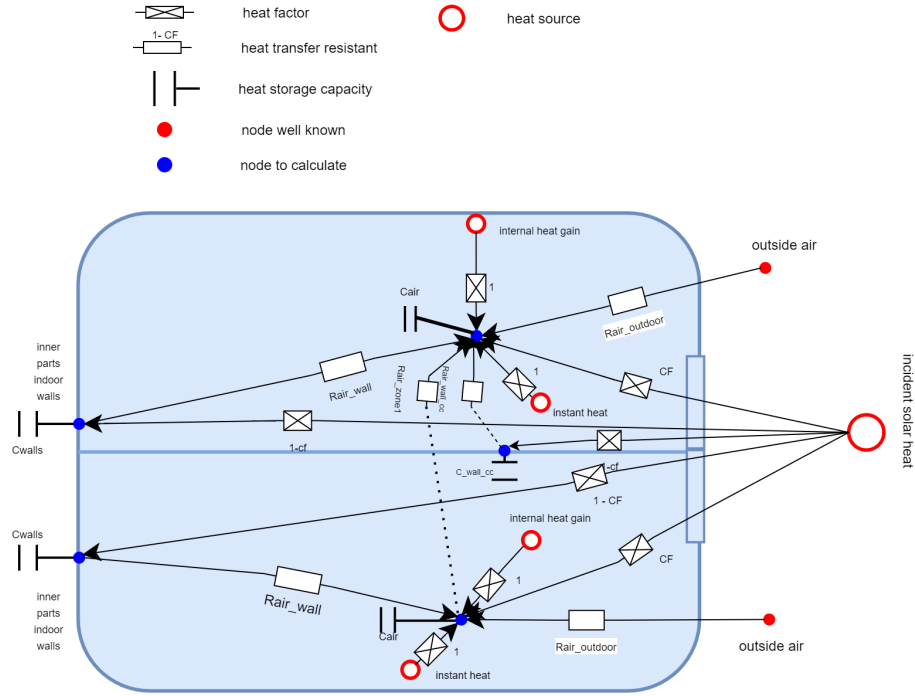 heat factor
heat source
1- CF
heat transfer resistant
heat storage capacity
node well known
node to calculate
internal heat gain
outside air
1
Cair
Rair_outdoor
inner
parts
indoor
walls
Rair_wall
Rair_zone1
Rair_wall_cc
1
CF
instant heat
incident solar heat
Cwalls
1-cf
-cf
C_wall_cc
1 - CF
internal heat gain
Cwalls
CF
1
Rair_wall
inner
parts
indoor
walls
Cair
Rair_outdoor
outside air
1
instant heat